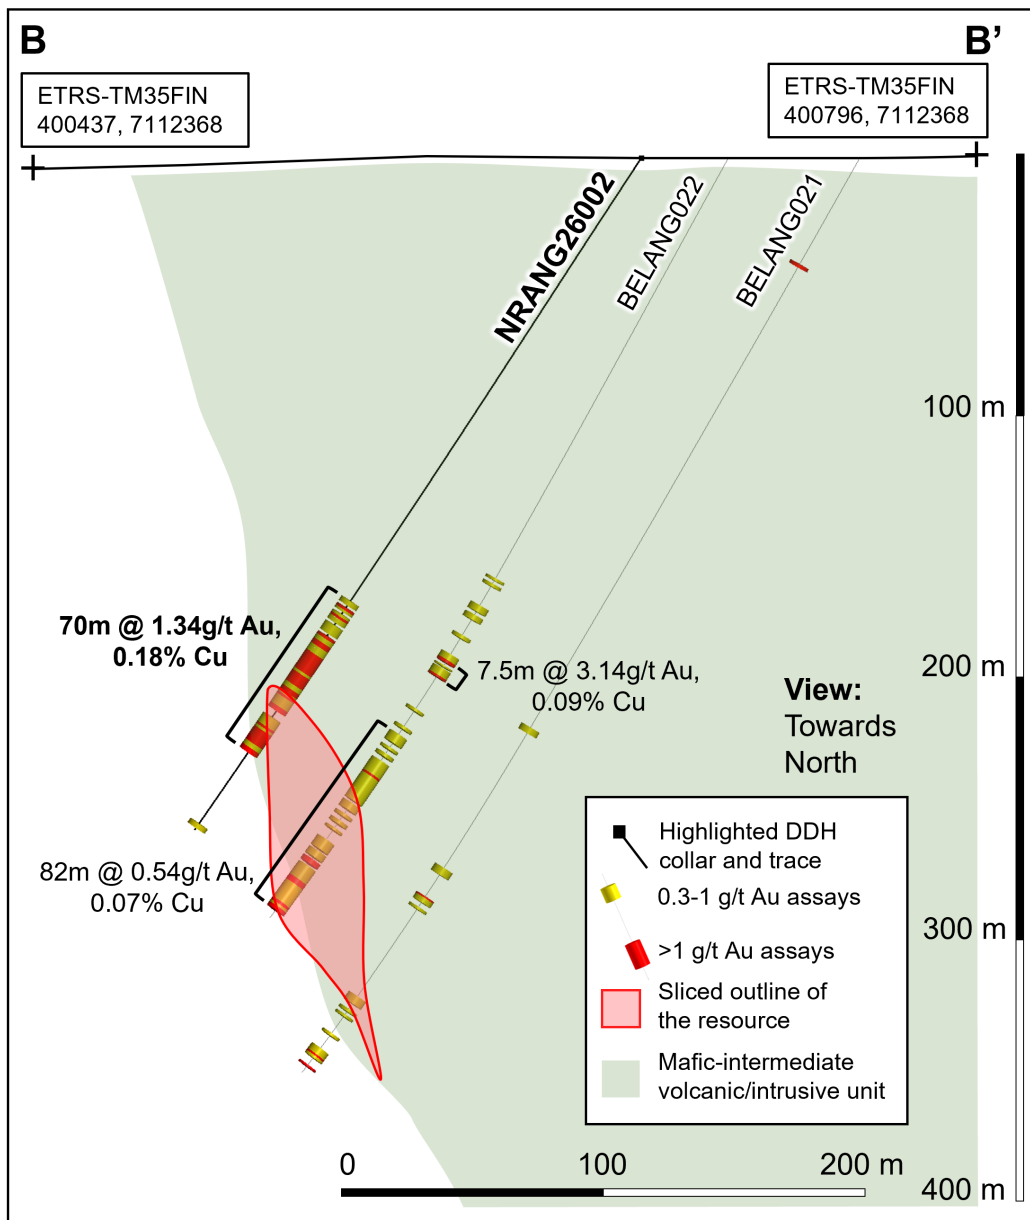 B
B’
ETRS-TM35FIN
400437, 7112368
ETRS-TM35FIN
400796, 7112368
NRANG26002
BELANG022
BELANG021
100 m
70m @ 1.34g/t Au,
0.18% Cu
7.5m @ 3.14g/t Au,
0.09% Cu
200 m
View:
Towards
North
82m @ 0.54g/t Au,
0.07% Cu
Highlighted DDH
collar and trace
0.3-1 g/t Au assays
>1 g/t Au assays
Sliced outline of
the resource
Mafic-intermediate
volcanic/intrusive unit
300 m
0
100
200 m
400 m